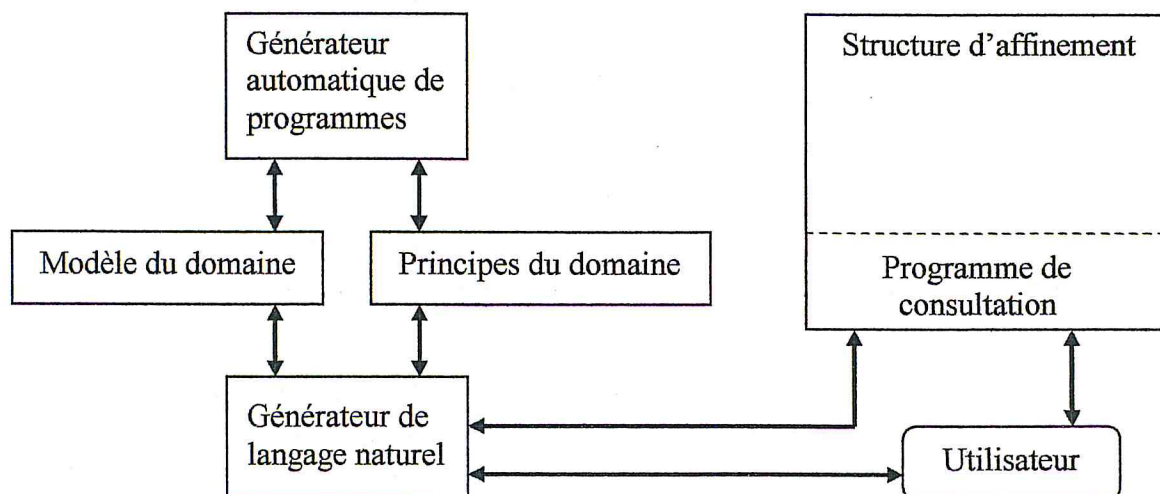 Générateur
automatique de
programmes
Structure d’affinement
Modèle du domaine
Principes du domaine
Programme de
consultation
Générateur de
langage naturel
Utilisateur